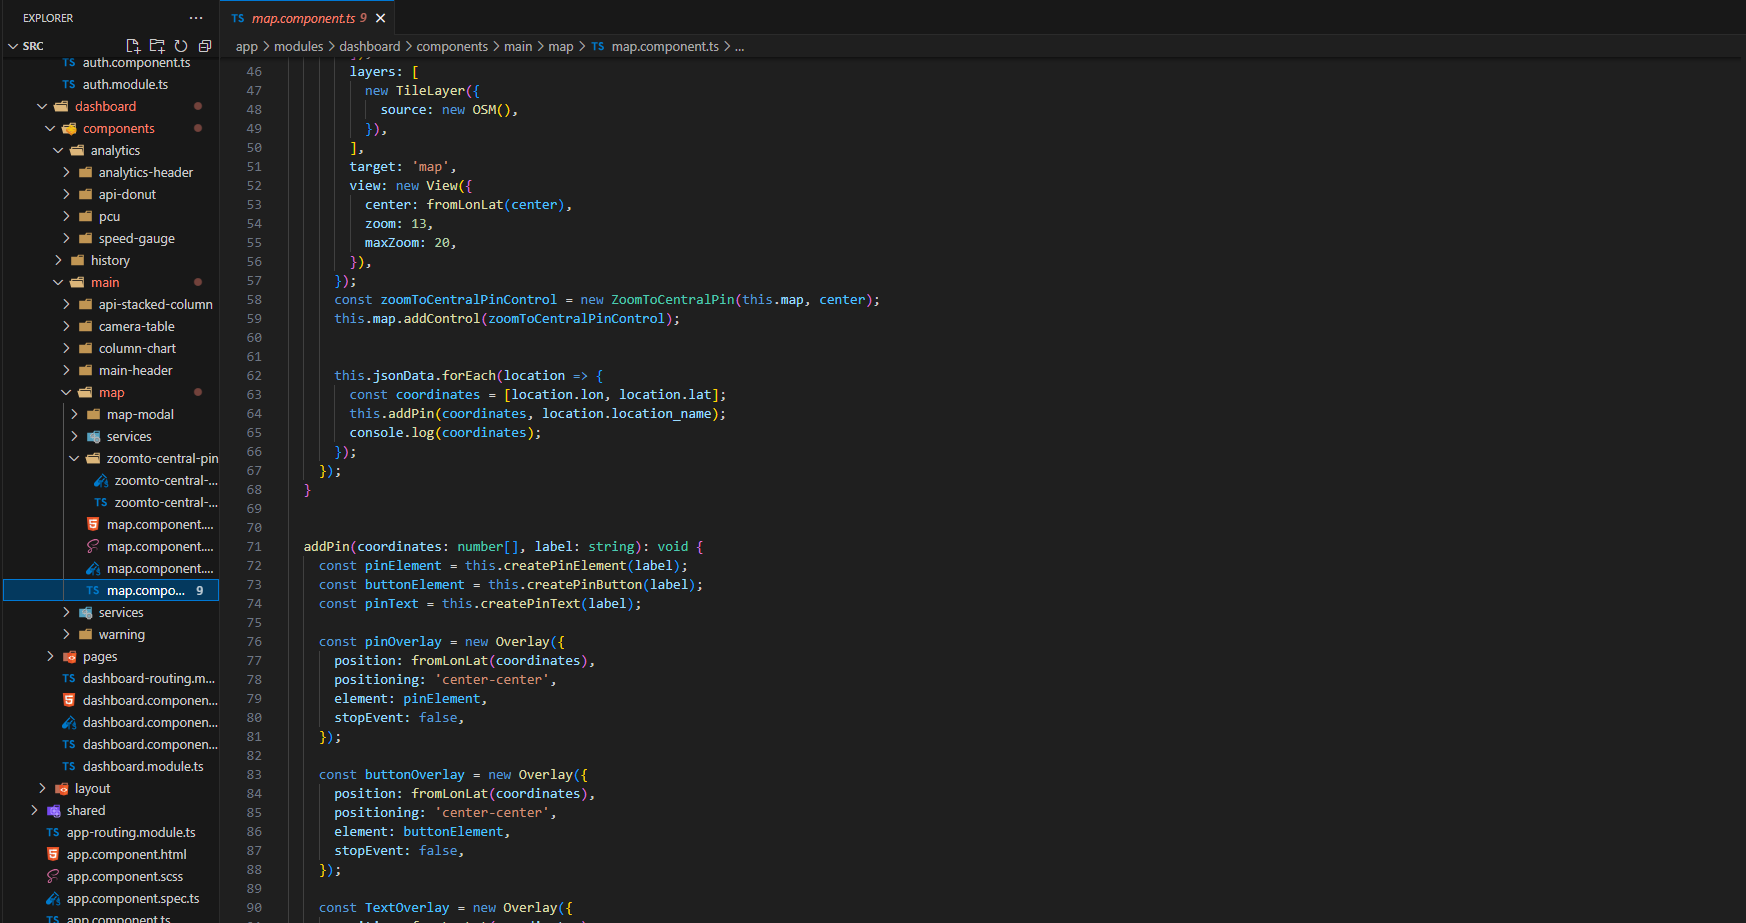 EXPLORER
SRC
auth.component.ts
auth.module.ts
dashboard
components
analytics
analytics-header
api-donut
pcu
speed-gauge
history
main
api-stacked-column
camera-table
column-chart
main-header
map
map-modal
services
zoomto-central-pin
zoomto-central-...
TS zoomto-central-...
map.component....
map.component....
map.component....
TS map.compo... 9
services
warning
pages
TS dashboard-routing.m...
dashboard.componen...
dashboard.componen...
TS dashboard.componen...
TS dashboard.module.ts
layout
shared
TS app-routing.module.ts
app.component.html
app.component.scss
app.component.spec.ts
TS app.component.ts
TS map.component.ts 9
app > modules > dashboard > components > main > map > TS map.component.ts > ...
46 layers: [
47 new TileLayer({
48 source: new OSM(),
49 }),
50 ],
51 target: 'map',
52 view: new View({
53 center: fromLonLat(center),
54 zoom: 13,
55 maxZoom: 20,
56 }),
57 });
58 const zoomToCentralPinControl = new ZoomToCentralPin(this.map, center);
59 this.map.addControl(zoomToCentralPinControl);
60
61
62 this.jsonData.forEach(location => {
63 const coordinates = [location.lon, location.lat];
64 this.addPin(coordinates, location.location_name);
65 console.log(coordinates);
66 });
67 });
68 }
69
70
71 addPin(coordinates: number[], label: string): void {
72 const pinElement = this.createPinElement(label);
73 const buttonElement = this.createPinButton(label);
74 const pinText = this.createPinText(label);
75
76 const pinOverlay = new Overlay({
77 position: fromLonLat(coordinates),
78 positioning: 'center-center',
79 element: pinElement,
80 stopEvent: false,
81 });
82
83 const buttonOverlay = new Overlay({
84 position: fromLonLat(coordinates),
85 positioning: 'center-center',
86 element: buttonElement,
87 stopEvent: false,
88 });
89
90 const TextOverlay = new Overlay({